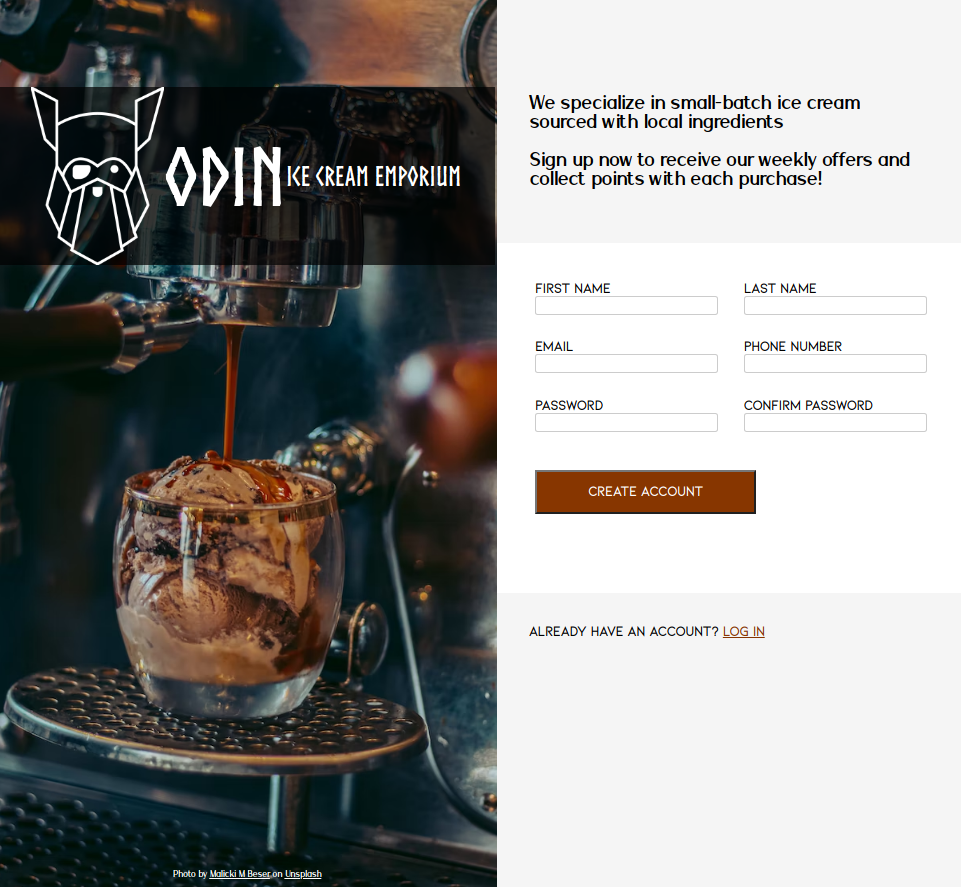 ODIN ICE CREAM EMPORIUM
We specialize in small-batch ice cream
sourced with local ingredients
Sign up now to receive our weekly offers and
collect points with each purchase!
FIRST NAME
LAST NAME
EMAIL
PHONE NUMBER
PASSWORD
CONFIRM PASSWORD
CREATE ACCOUNT
ALREADY HAVE AN ACCOUNT? LOG IN
Photo by Malicki M Beser on Unsplash